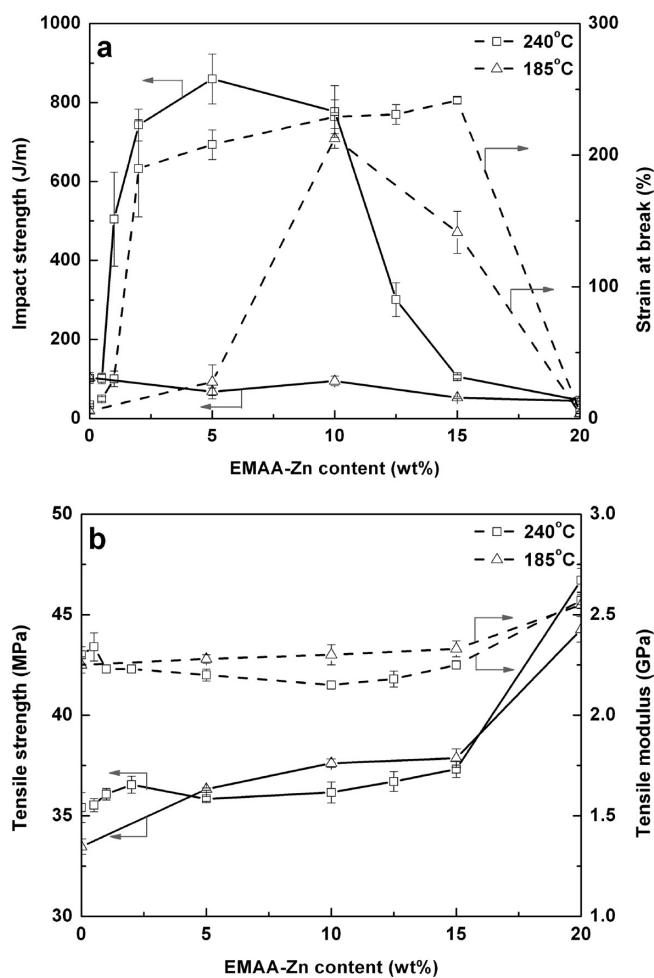 1000
300
a
240°C
185°C
800
200
600
400
100
200
0
0
0
5
10
15
20
Impact strength (J/m)
Strain at break (%)
EMAA-Zn content (wt%)
50
3.0
b
240°C
185°C
45
2.5
40
2.0
35
1.5
30
1.0
0
5
10
15
20
Tensile strength (MPa)
Tensile modulus (GPa)
EMAA-Zn content (wt%)